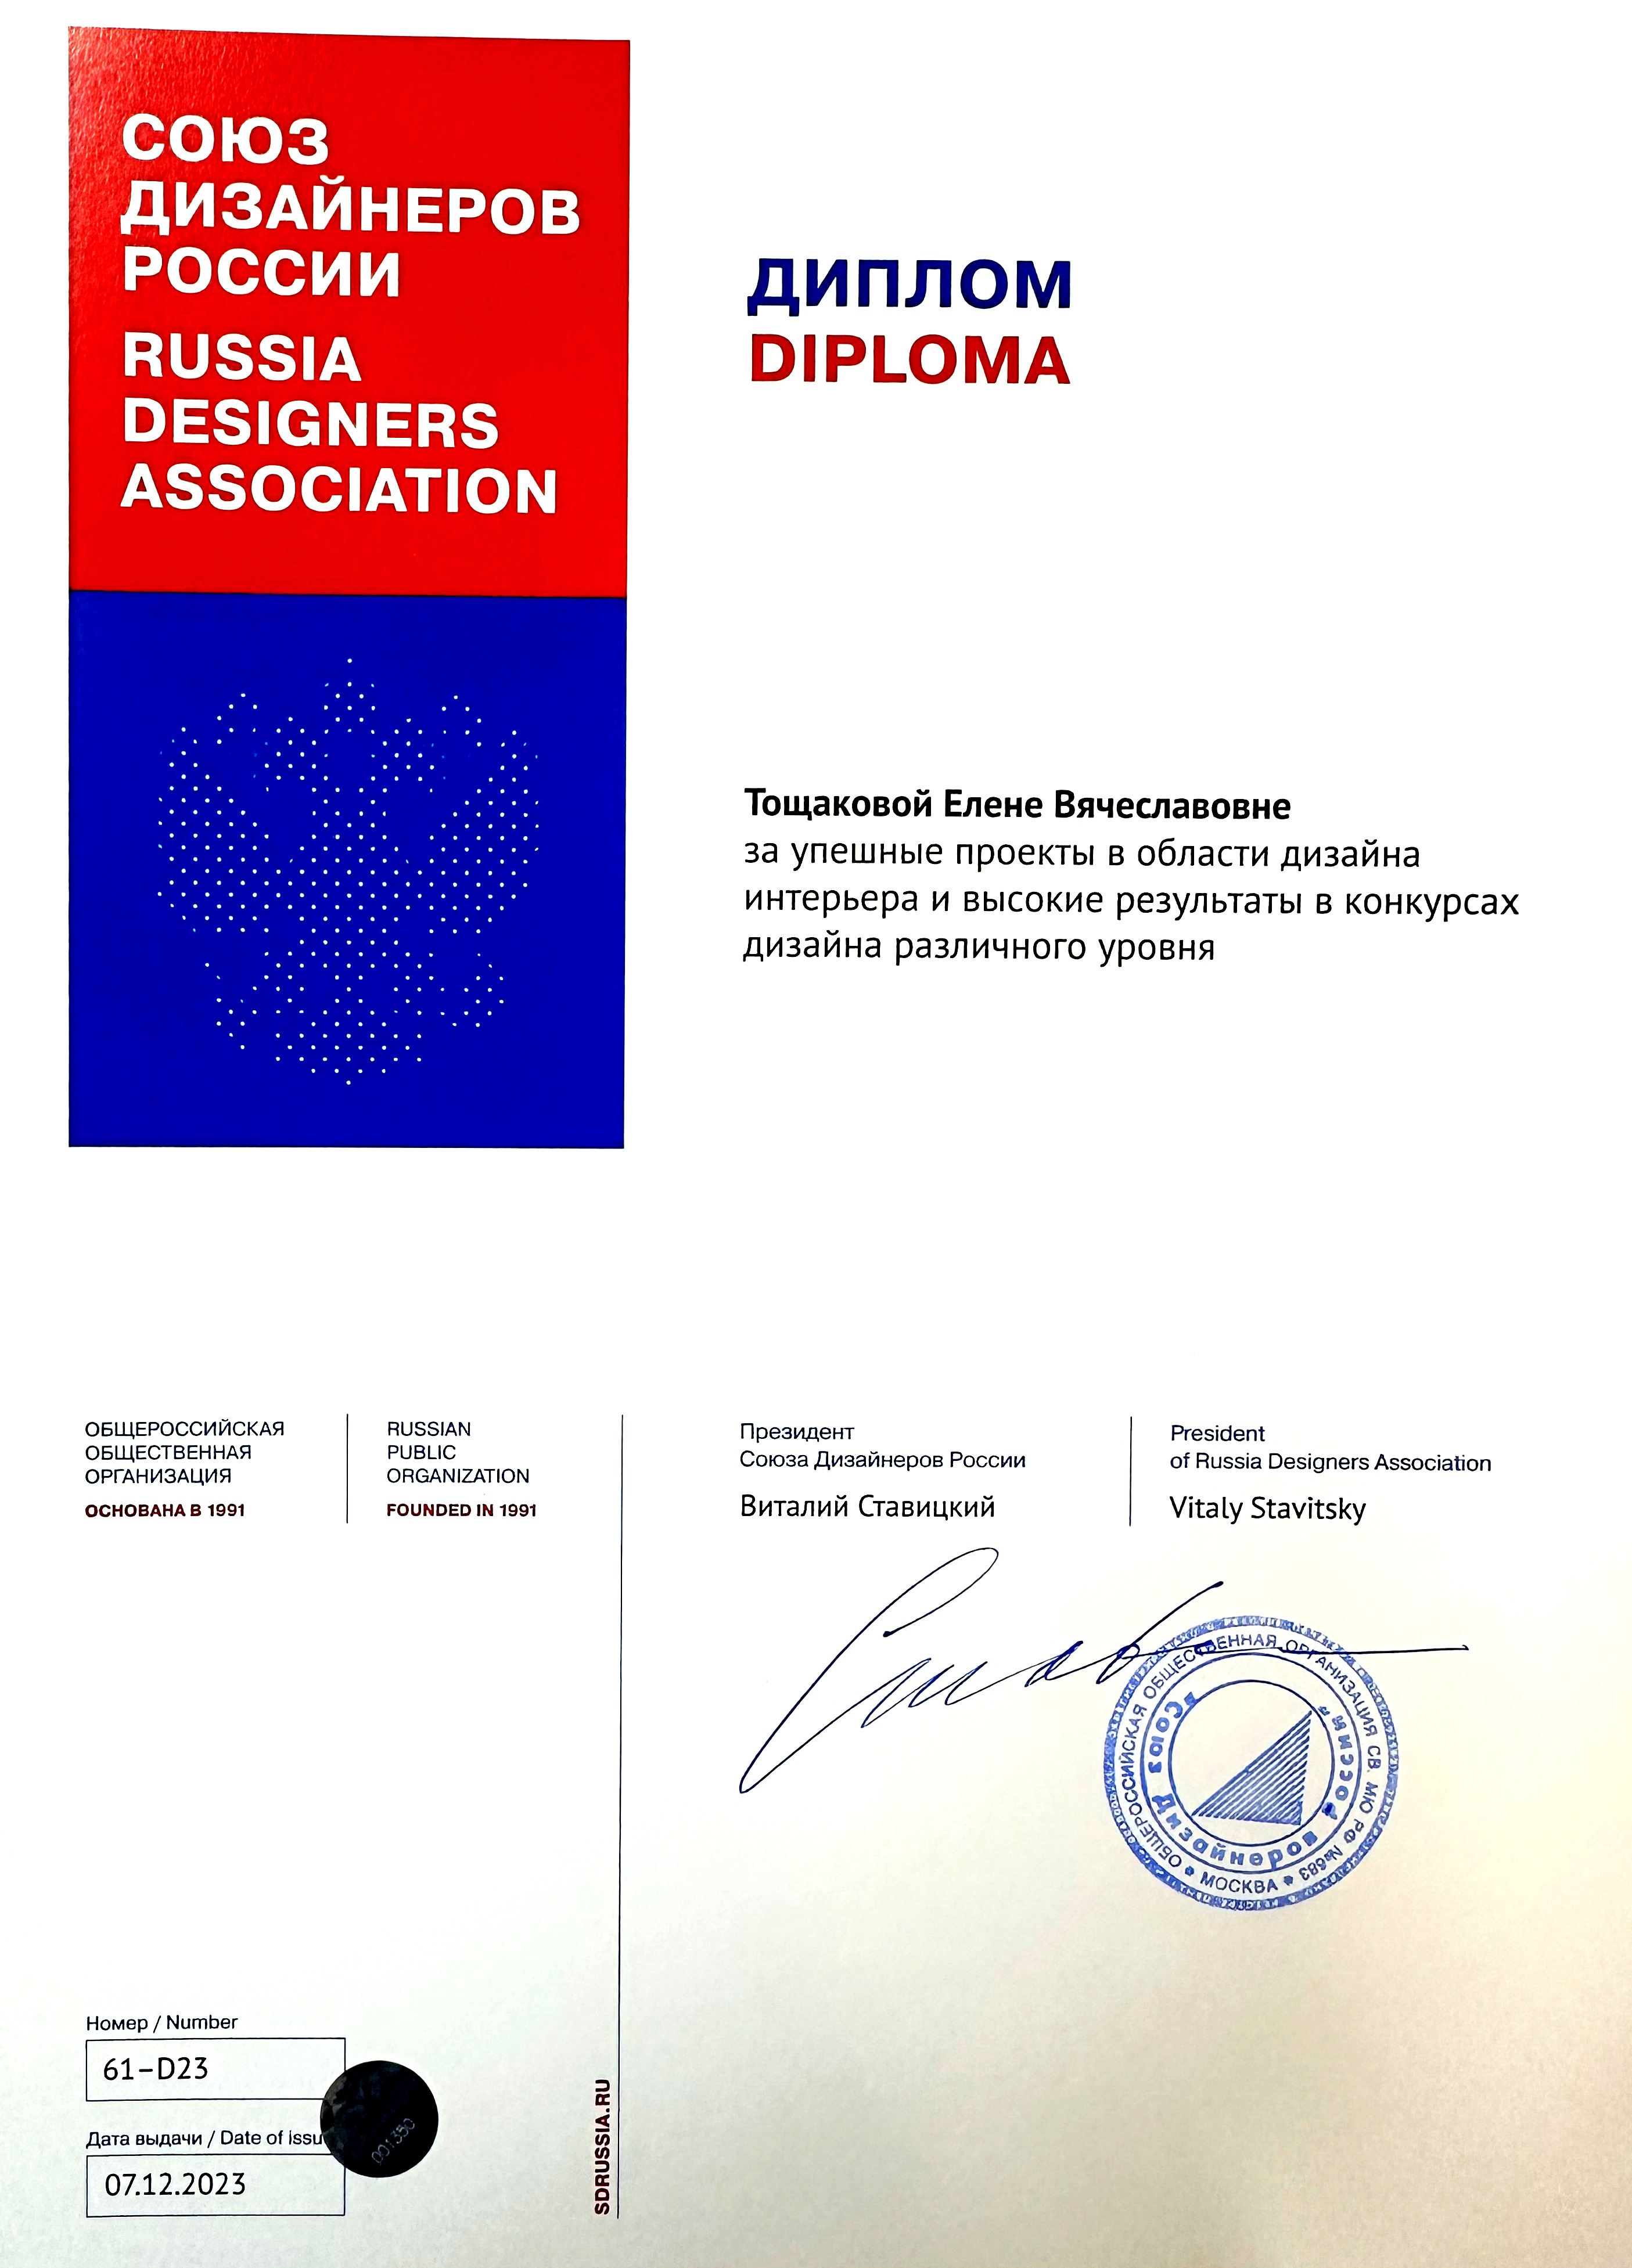 СОЮЗ
ДИЗАЙНЕРОВ
РОССИИ
RUSSIA
DESIGNERS
ASSOCIATION
ДИПЛОМ
DIPLOMA
Тощаковой Елене Вячеславовне
за упешные проекты в области дизайна
интерьера и высокие результаты в конкурсах
дизайна различного уровня
ОБЩЕРОССИЙСКАЯ
ОБЩЕСТВЕННАЯ
ОРГАНИЗАЦИЯ
ОСНОВАНА В 1991
RUSSIAN
PUBLIC
ORGANIZATION
FOUNDED IN 1991
Президент
Союза Дизайнеров России
Виталий Ставицкий
President
of Russia Designers Association
Vitaly Stavitsky
ОБЩЕРОССИЙСКАЯ ОБЩЕСТВЕННАЯ ОРГАНИЗАЦИЯ СВ. МЮ РФ №683
• МОСКВА •
"Союз Дизайнеров России"
Номер / Number
61–D23
Дата выдачи / Date of issu
07.12.2023
001350
SDRUSSIA.RU